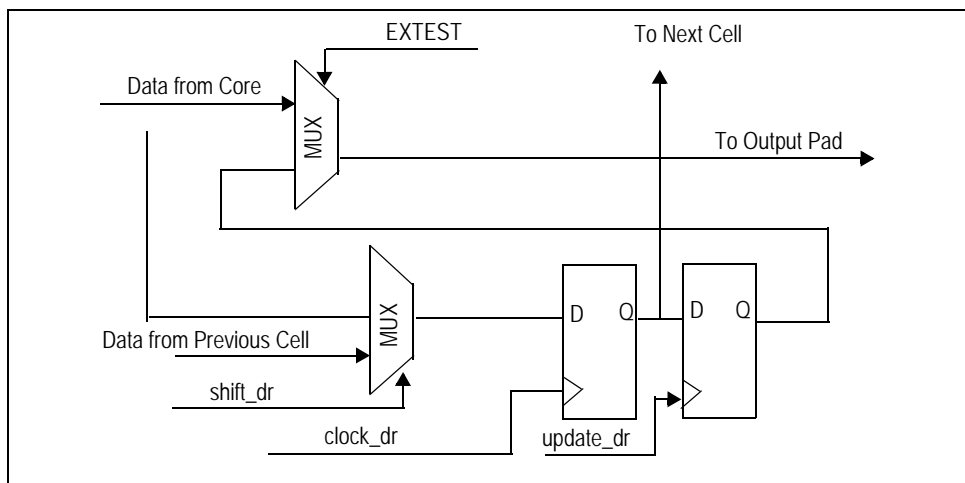 EXTEST
To Next Cell
Data from Core
MUX
To Output Pad
MUX
D Q
D Q
Data from Previous Cell
shift_dr
clock_dr
update_dr